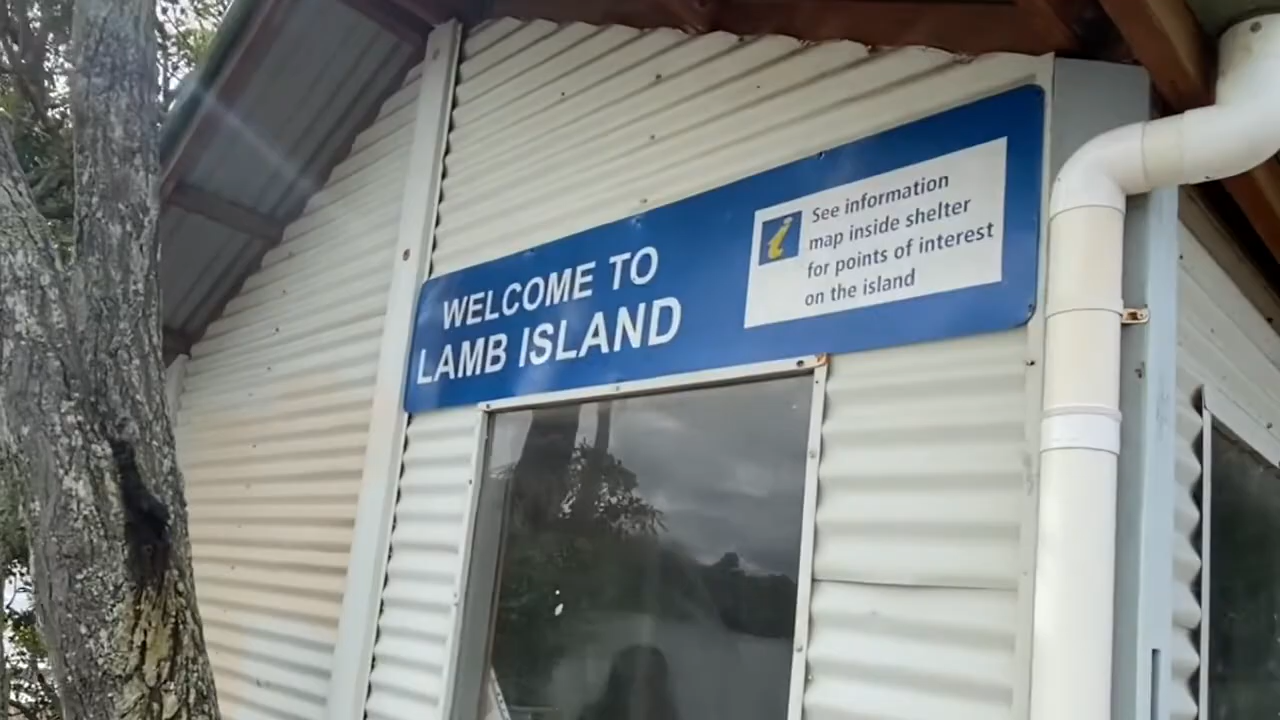 WELCOME TO
LAMB ISLAND
See information
map inside shelter
for points of interest
on the island